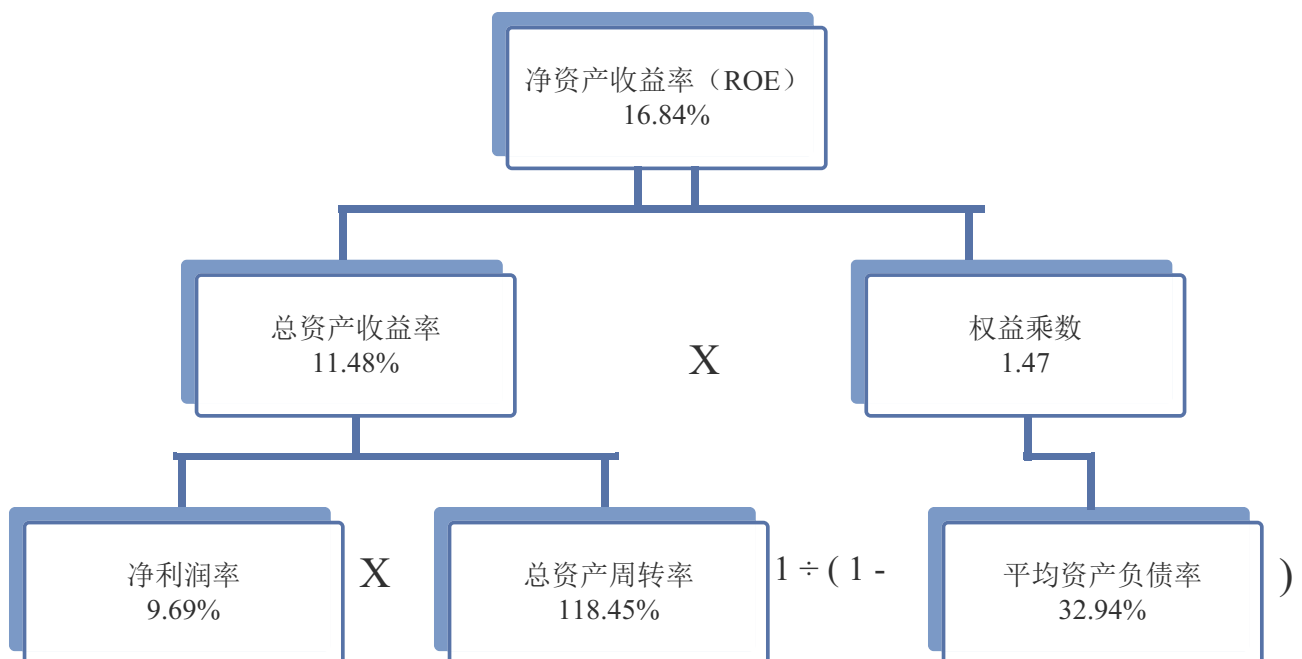 净资产收益率（ROE）
16.84%
总资产收益率
11.48%
X
权益乘数
1.47
净利润率
9.69%
X
总资产周转率
118.45%
1 ÷ ( 1 -
平均资产负债率
32.94%
)